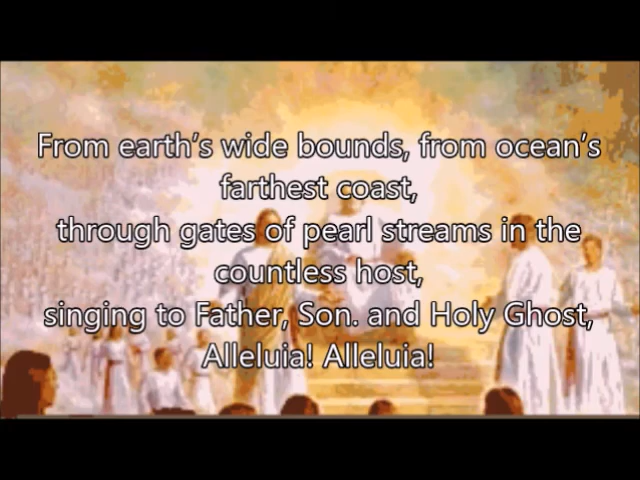 From earth’s wide bounds, from ocean’s
farthest coast,
through gates of pearl streams in the
countless host,
singing to Father, Son. and Holy Ghost,
Alleluia! Alleluia!